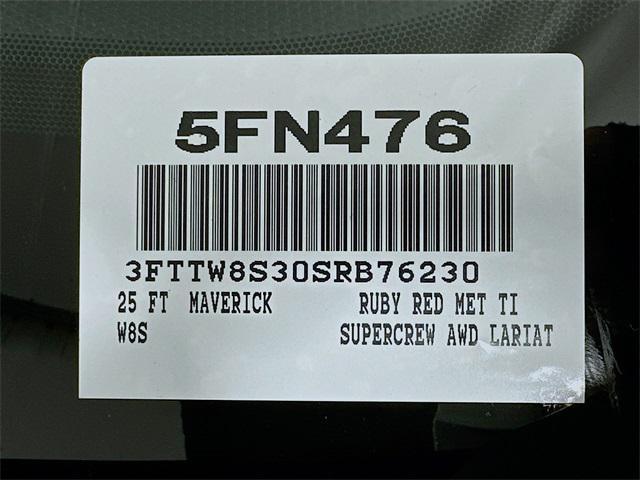 5FN476
3FTTW8S30SRB76230
25 FT MAVERICK RUBY RED MET TI
W8S SUPERCREW AWD LARIAT